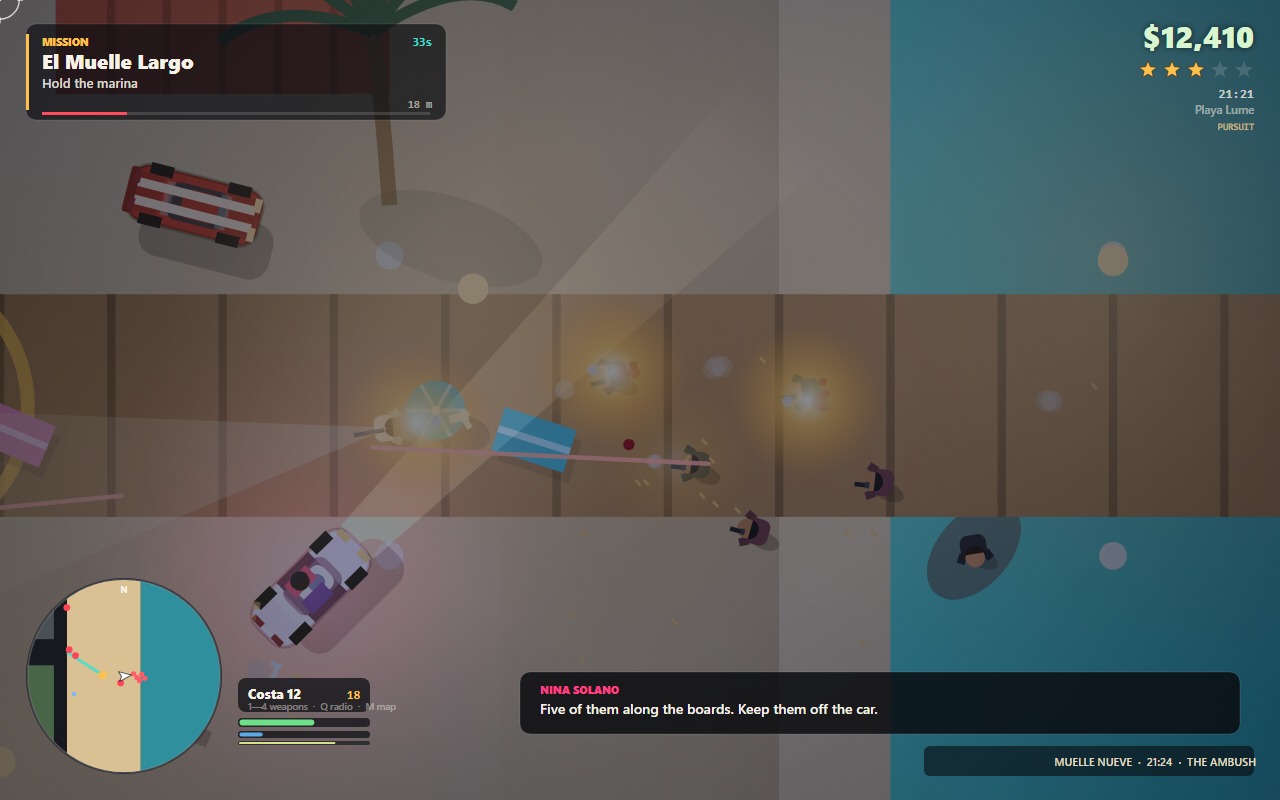 MISSION
33s
El Muelle Largo
Hold the marina
18 m
$12,410
21:21
Playa Lume
PURSUIT
N
Costa 12
18
1—4 weapons · Q radio · M map
NINA SOLANO
Five of them along the boards. Keep them off the car.
MUELLE NUEVE · 21:24 · THE AMBUSH